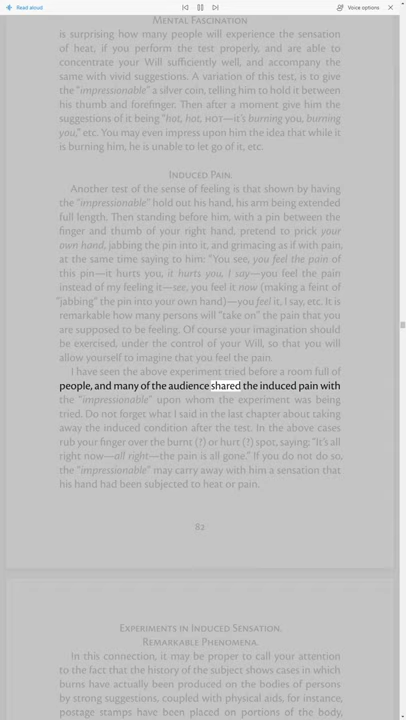 Read aloud
Voice options
MENTAL FASCINATION
is surprising how many people will experience the sensation
of heat, if you perform the test properly, and are able to
concentrate your Will sufficiently well, and accompany the
same with vivid suggestions. A variation of this test, is to give
the "impressionable" a silver coin, telling him to hold it between
his thumb and forefinger. Then after a moment give him the
suggestions of it being "hot, hot, HOT—it's burning you, burning
you," etc. You may even impress upon him the idea that while it
is burning him, he is unable to let go of it, etc.
INDUCED PAIN.
Another test of the sense of feeling is that shown by having
the "impressionable" hold out his hand, his arm being extended
full length. Then standing before him, with a pin between the
finger and thumb of your right hand, pretend to prick your
own hand, jabbing the pin into it, and grimacing as if with pain,
at the same time saying to him: "You see, you feel the pain of
this pin—it hurts you, it hurts you, I say—you feel the pain
instead of my feeling it—see, you feel it now (making a feint of
"jabbing" the pin into your own hand)—you feel it, I say, etc. It is
remarkable how many persons will "take on" the pain that you
are supposed to be feeling. Of course your imagination should
be exercised, under the control of your Will, so that you will
allow yourself to imagine that you feel the pain.
I have seen the above experiment tried before a room full of
people, and many of the audience shared the induced pain with
the "impressionable" upon whom the experiment was being
tried. Do not forget what I said in the last chapter about taking
away the induced condition after the test. In the above cases
rub your finger over the burnt (?) or hurt (?) spot, saying: "It's all
right now—all right—the pain is all gone." If you do not do so,
the "impressionable" may carry away with him a sensation that
his hand had been subjected to heat or pain.
82
EXPERIMENTS IN INDUCED SENSATION.
REMARKABLE PHENOMENA.
In this connection, it may be proper to call your attention
to the fact that the history of the subject shows cases in which
burns have actually been produced on the bodies of persons
by strong suggestions, coupled with physical aids, for instance,
postage stamps have been placed on portions of the body,